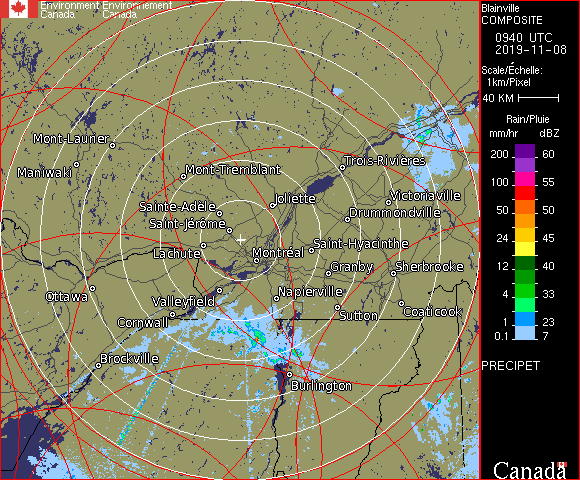 Environment Environnement
Canada Canada
Blainville
COMPOSITE
0940 UTC
2019-11-08
Scale/Échelle:
1km/Pixel
40 KM
Rain/Pluie
mm/hr dBZ
200 60
100 55
50 50
24 45
12 40
4 33
1 23
0.1 7
PRECIPET
Mont-Laurier
Maniwaki
Mont-Tremblant
Trois-Rivières
Joliette
Victoriaville
Sainte-Adèle
Drummondville
Saint-Jérôme
Lachute
Montréal
Saint-Hyacinthe
Granby
Sherbrooke
Ottawa
Valleyfield
Napierville
Cornwall
Sutton
Coaticook
Brockville
Burlington
Canada